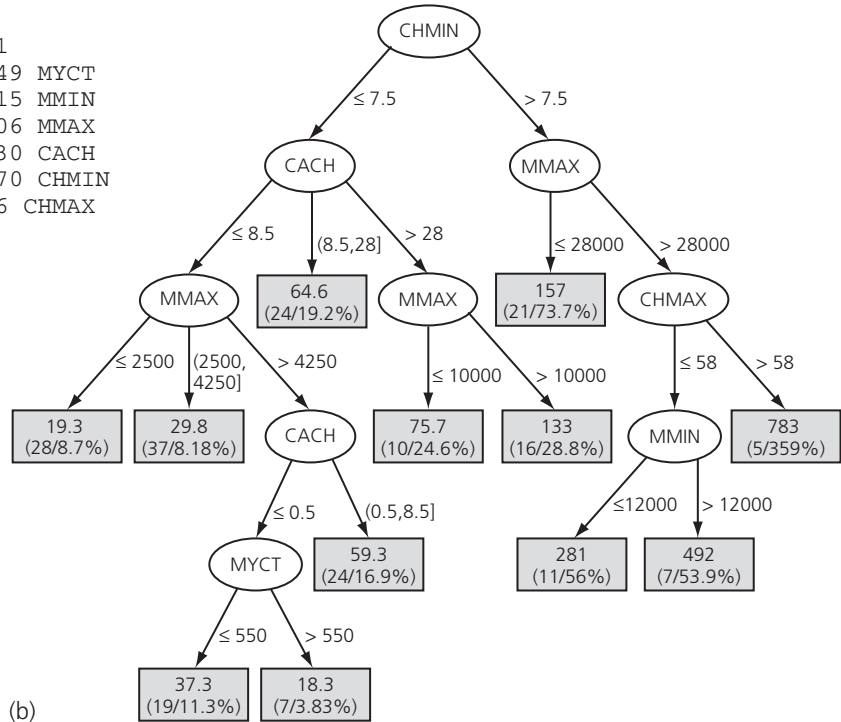 1
49 MYCT
15 MMIN
06 MMAX
30 CACH
70 CHMIN
6 CHMAX
CHMIN
≤ 7.5
> 7.5
CACH
MMAX
≤ 8.5
(8.5,28]
> 28
≤ 28000
> 28000
MMAX
64.6
(24/19.2%)
MMAX
157
(21/73.7%)
CHMAX
≤ 2500
(2500,
4250]
> 4250
≤ 10000
> 10000
≤ 58
> 58
19.3
(28/8.7%)
29.8
(37/8.18%)
CACH
75.7
(10/24.6%)
133
(16/28.8%)
MMIN
783
(5/359%)
≤ 0.5
(0.5,8.5]
≤12000
> 12000
MYCT
59.3
(24/16.9%)
281
(11/56%)
492
(7/53.9%)
≤ 550
> 550
37.3
(19/11.3%)
18.3
(7/3.83%)
(b)